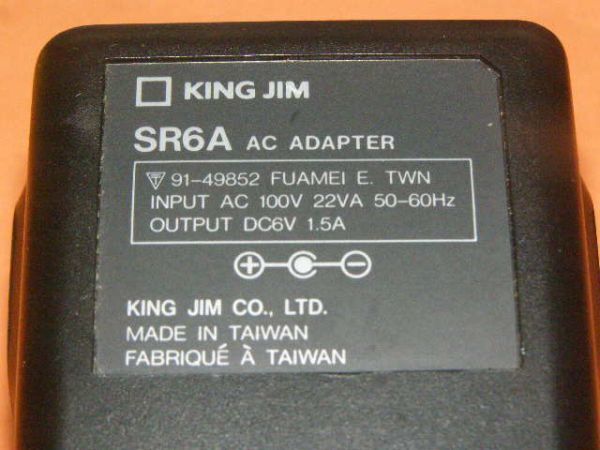 KING JIM
SR6A AC ADAPTER
91-49852 FUAMEI E. TWN
INPUT AC 100V 22VA 50-60Hz
OUTPUT DC6V 1.5A
KING JIM CO., LTD.
MADE IN TAIWAN
FABRIQUÉ À TAIWAN